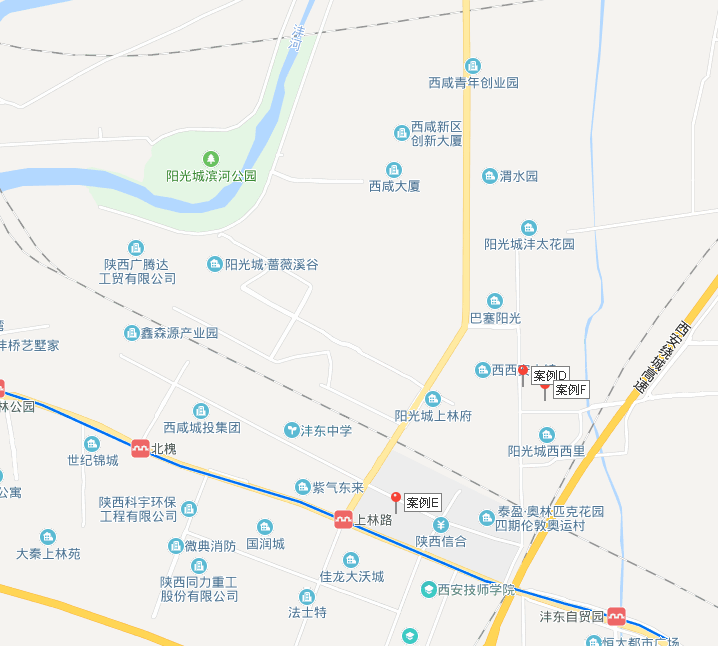 沣河
西咸青年创业园
西咸新区
创新大厦
阳光城滨河公园
西咸大厦
渭水园
阳光城沣太花园
陕西广腾达
工贸有限公司
阳光城·蔷薇溪谷
巴塞阳光
西安绕城高速
鑫森源产业园
沣桥艺墅家
西西
案例D
案例F
林公园
阳光城上林府
西咸城投集团
沣东中学
北槐
世纪锦城
阳光城西西里
公寓
紫气东来
案例E
陕西科宇环保
工程有限公司
上林路
泰盈·奥林匹克花园
四期伦敦奥运村
国润城
陕西信合
大秦上林苑
微典消防
佳龙大沃城
陕西同力重工
股份有限公司
西安技师学院
法士特
沣东自贸园
恒大都市广场